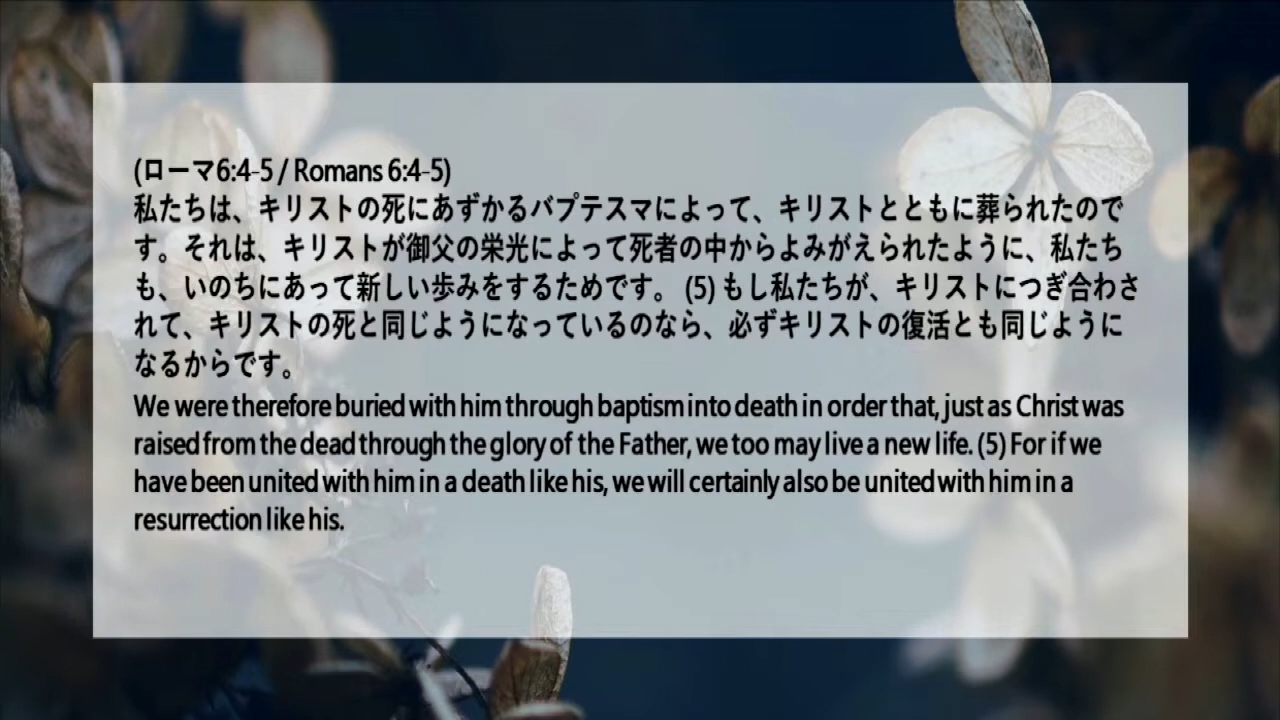 (ローマ6:4-5 / Romans 6:4-5)
私たちは、キリストの死にあずかるバプテスマによって、キリストとともに葬られたので
す。それは、キリストが御父の栄光によって死者の中からよみがえられたように、私たち
も、いのちにあって新しい歩みをするためです。 (5) もし私たちが、キリストにつぎ合わさ
れて、キリストの死と同じようになっているのなら、必ずキリストの復活とも同じように
なるからです。
We were therefore buried with him through baptism into death in order that, just as Christ was
raised from the dead through the glory of the Father, we too may live a new life. (5) For if we
have been united with him in a death like his, we will certainly also be united with him in a
resurrection like his.